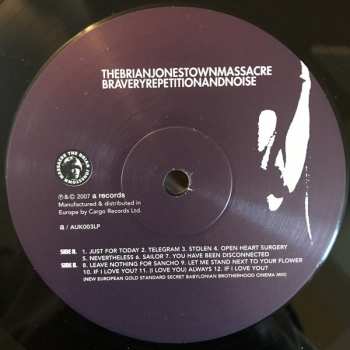 THEBRIANJONESTOWNMASSACRE
BRAVERYREPETITIONANDNOISE
℗&© 2007 a records
Manufactured & distributed in
Europe by Cargo Records Ltd.
a / AUK003LP
SIDE A. 1. JUST FOR TODAY 2. TELEGRAM 3. STOLEN 4. OPEN HEART SURGERY
5. NEVERTHELESS 6. SAILOR 7. YOU HAVE BEEN DISCONNECTED
SIDE B. 8. LEAVE NOTHING FOR SANCHO 9. LET ME STAND NEXT TO YOUR FLOWER
10. IF I LOVE YOU? 11. (I LOVE YOU) ALWAYS 12. IF I LOVE YOU?
(NEW EUROPEAN GOLD STANDARD SECRET BABYLONIAN BROTHERHOOD CINEMA MIX)